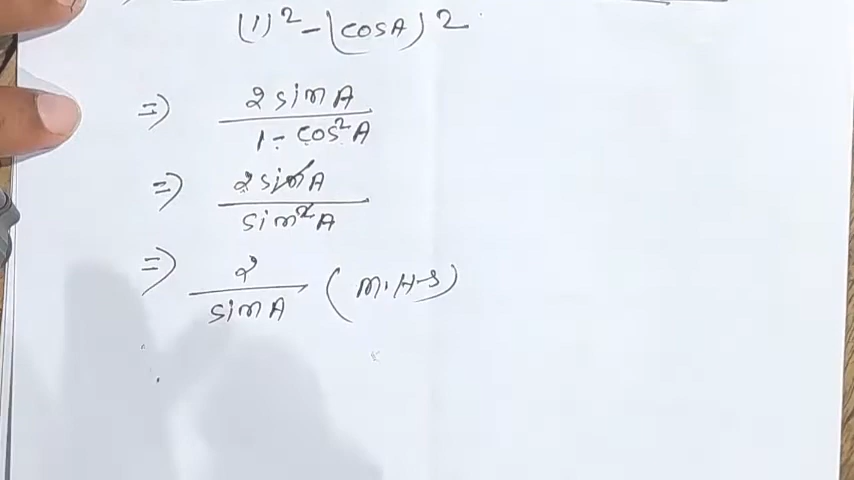 (1)² - (cosA)2
=) 2 sinA / 1 - cos²A
=) 2 sinA / sin²A
=) 2 / sinA (M.H-S)